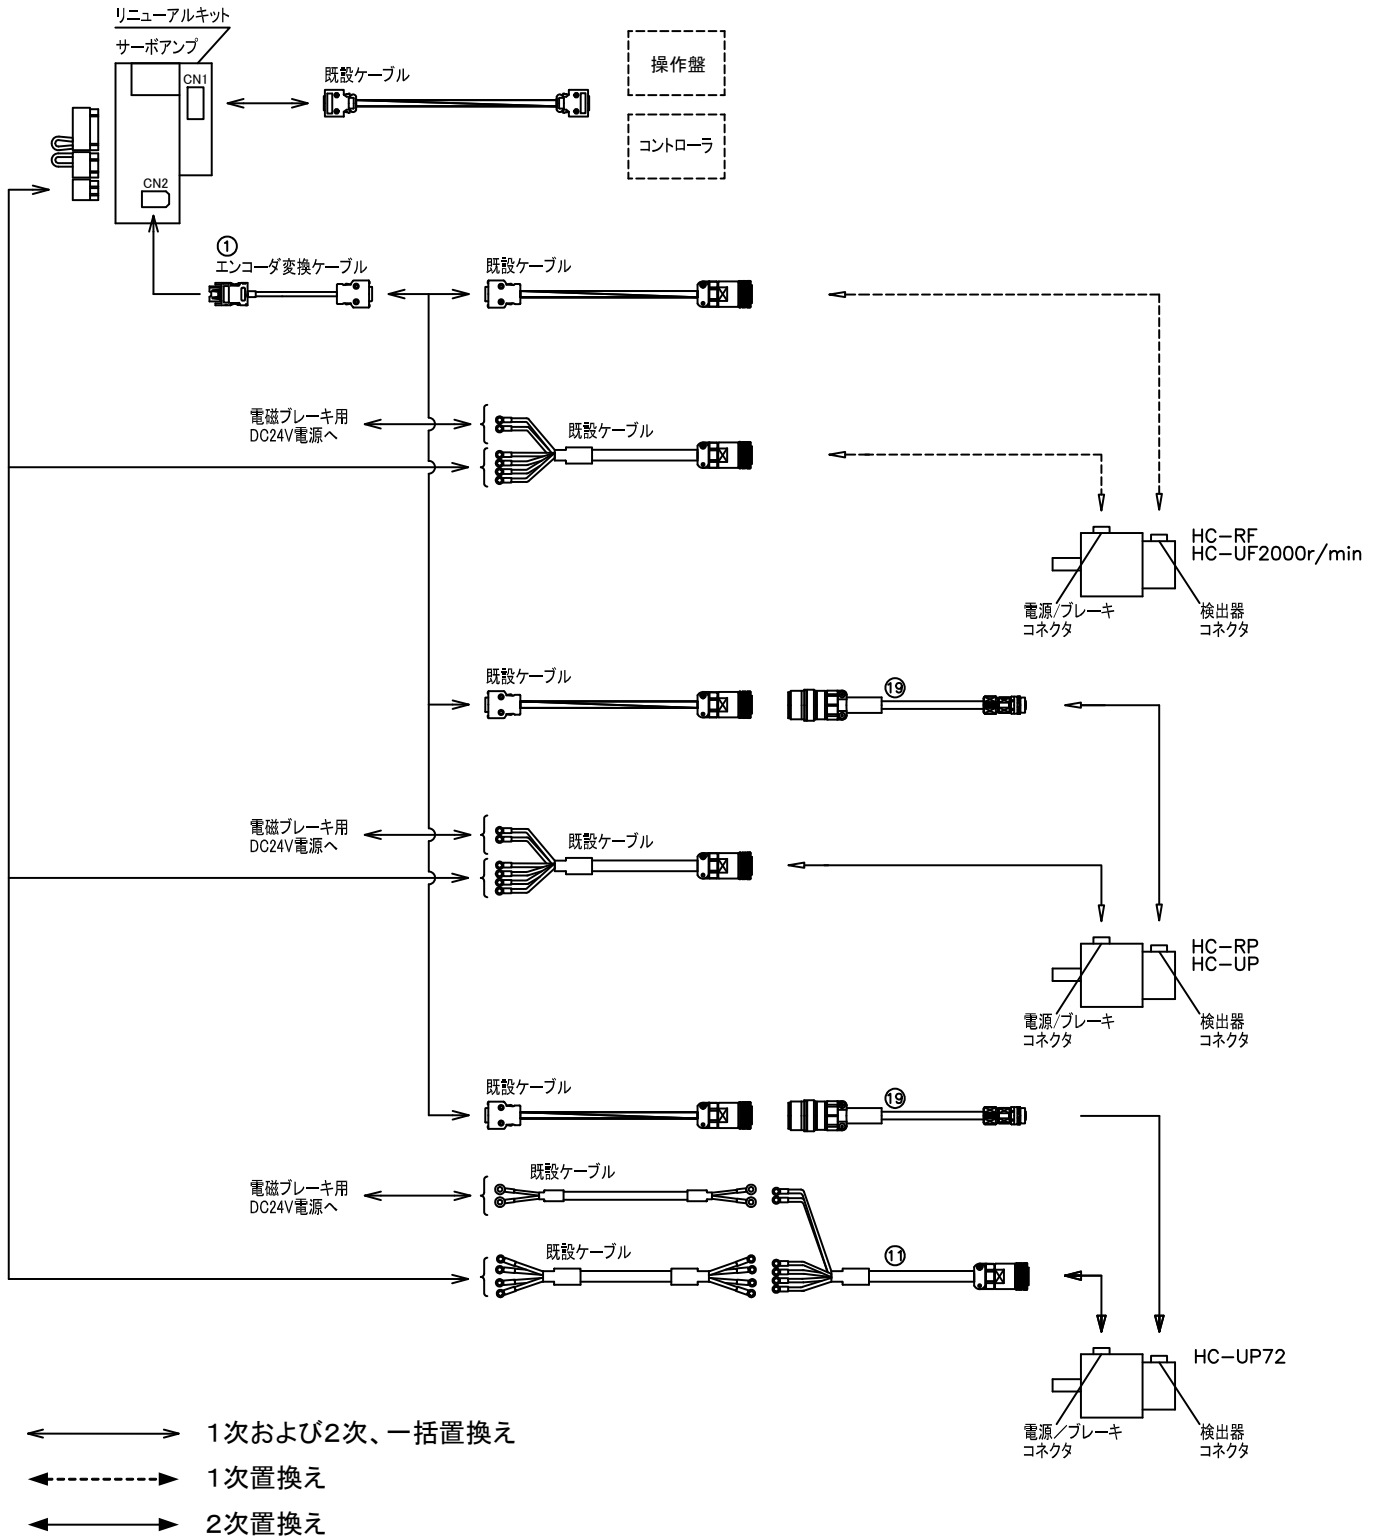 リニューアルキット
サーボアンプ
CN1
CN2
既設ケーブル
操作盤
コントローラ
①
エンコーダ変換ケーブル
既設ケーブル
電磁ブレーキ用
DC24V電源へ
既設ケーブル
HC-RF
HC-UF2000r/min
電源/ブレーキ
コネクタ
検出器
コネクタ
既設ケーブル
⑲
電磁ブレーキ用
DC24V電源へ
既設ケーブル
HC-RP
HC-UP
電源/ブレーキ
コネクタ
検出器
コネクタ
既設ケーブル
⑲
電磁ブレーキ用
DC24V電源へ
既設ケーブル
既設ケーブル
⑪
HC-UP72
電源/ブレーキ
コネクタ
検出器
コネクタ
1次および2次、一括置換え
1次置換え
2次置換え